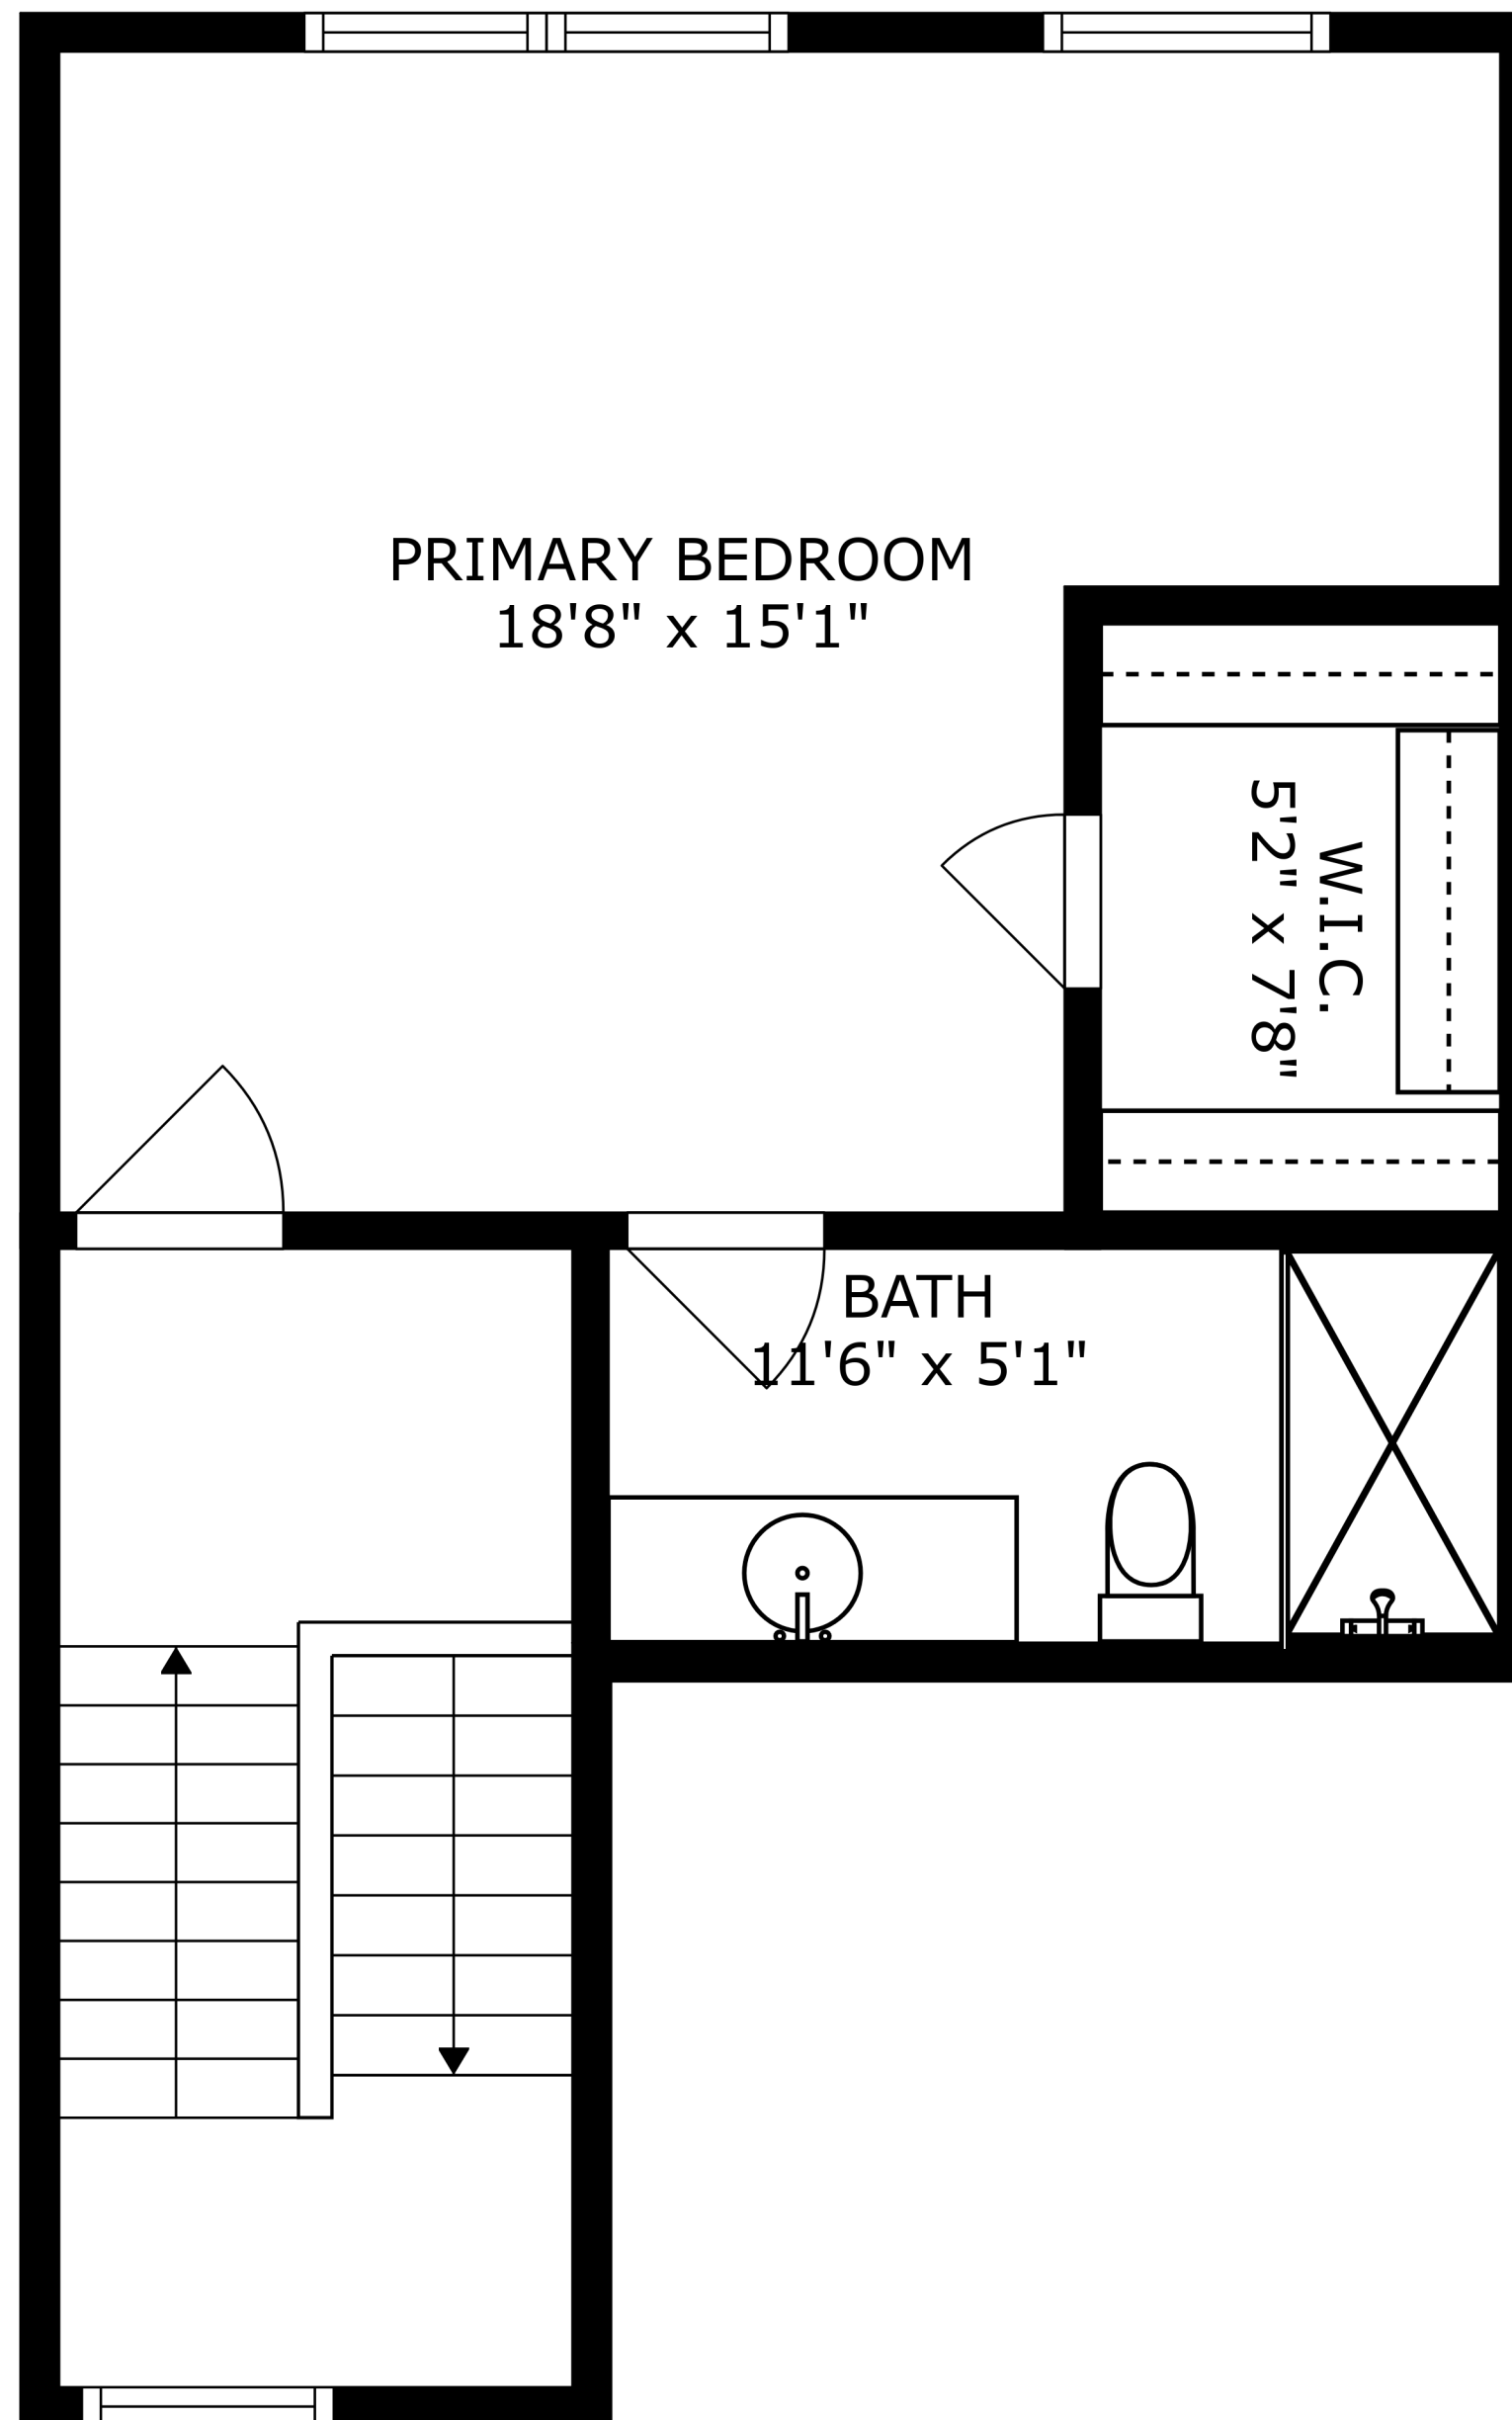 PRIMARY BEDROOM
18'8" x 15'1"
W.I.C.
5'2" x 7'8"
BATH
11'6" x 5'1"